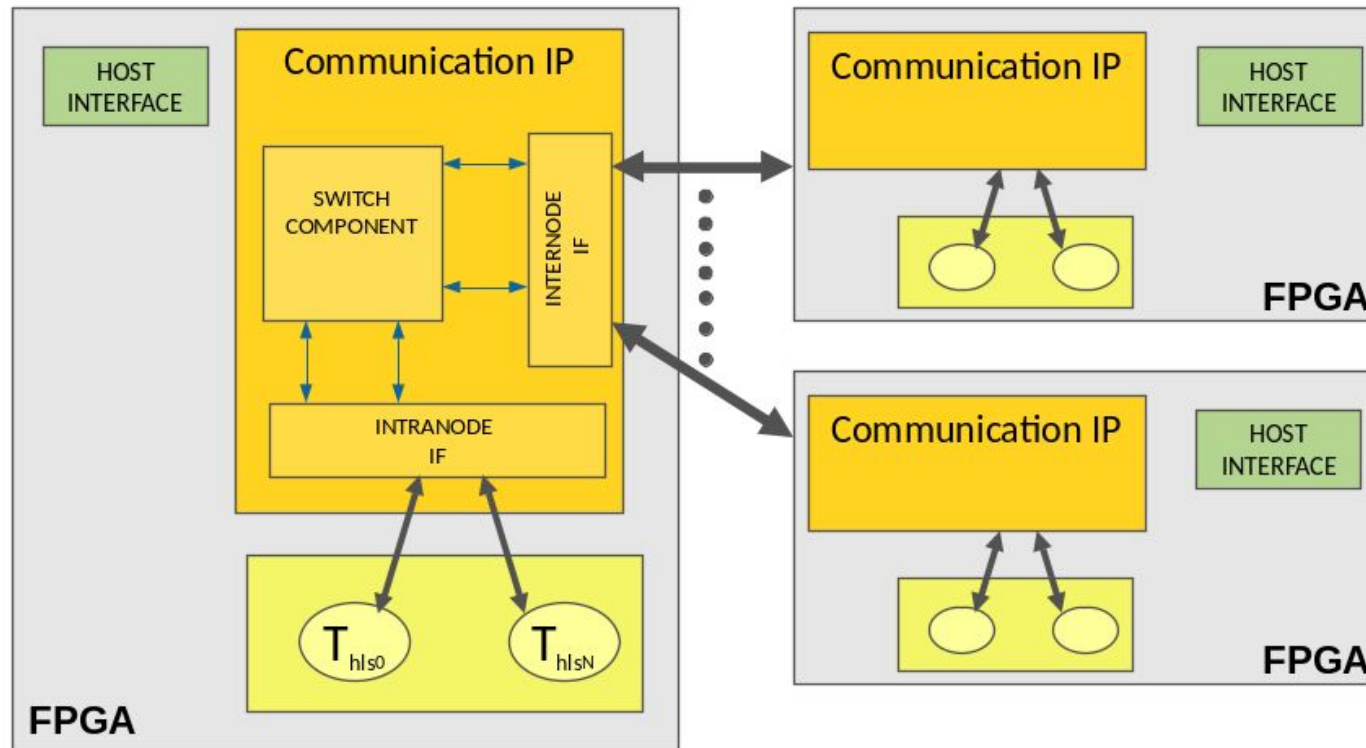 HOST
INTERFACE
Communication IP
SWITCH
COMPONENT
INTERNODE
IF
INTRANODE
IF
Thls0
ThlsN
FPGA
Communication IP
HOST
INTERFACE
FPGA
Communication IP
HOST
INTERFACE
FPGA